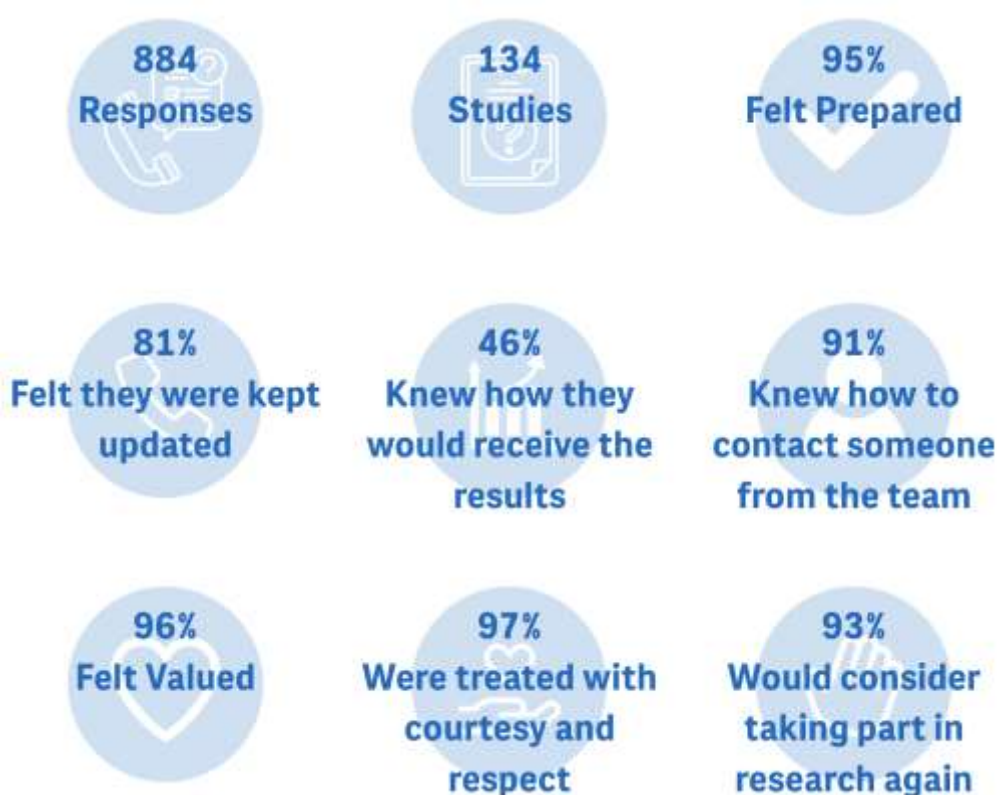 884
Responses
134
Studies
95%
Felt Prepared
81%
Felt they were kept
updated
46%
Knew how they
would receive the
results
91%
Knew how to
contact someone
from the team
96%
Felt Valued
97%
Were treated with
courtesy and
respect
93%
Would consider
taking part in
research again